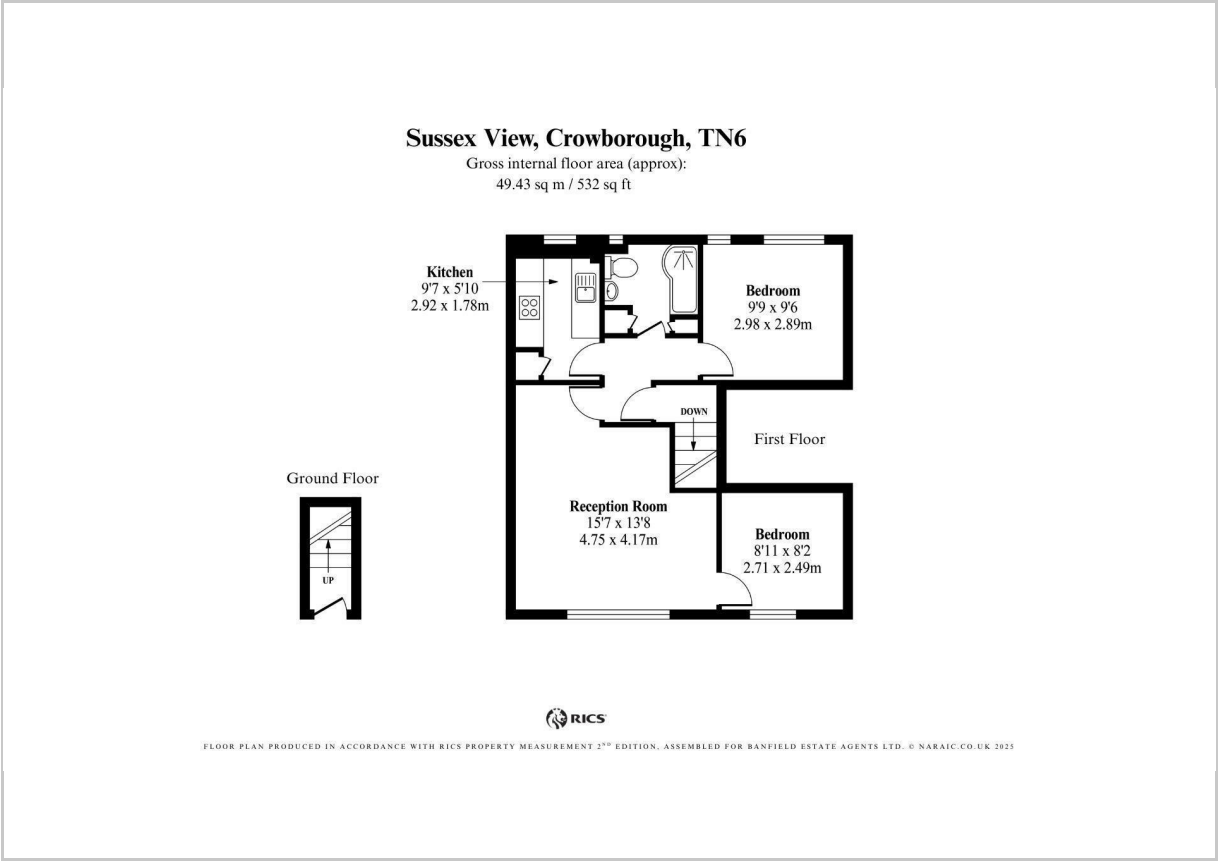 Sussex View, Crowborough, TN6
Gross internal floor area (approx):
49.43 sq m / 532 sq ft
Kitchen
9'7 x 5'10
2.92 x 1.78m
Bedroom
9'9 x 9'6
2.98 x 2.89m
DOWN
First Floor
Ground Floor
UP
Reception Room
15'7 x 13'8
4.75 x 4.17m
Bedroom
8'11 x 8'2
2.71 x 2.49m
RICS
FLOOR PLAN PRODUCED IN ACCORDANCE WITH RICS PROPERTY MEASUREMENT 2ND EDITION, ASSEMBLED FOR BANFIELD ESTATE AGENTS LTD. © NARAIC.CO.UK 2025